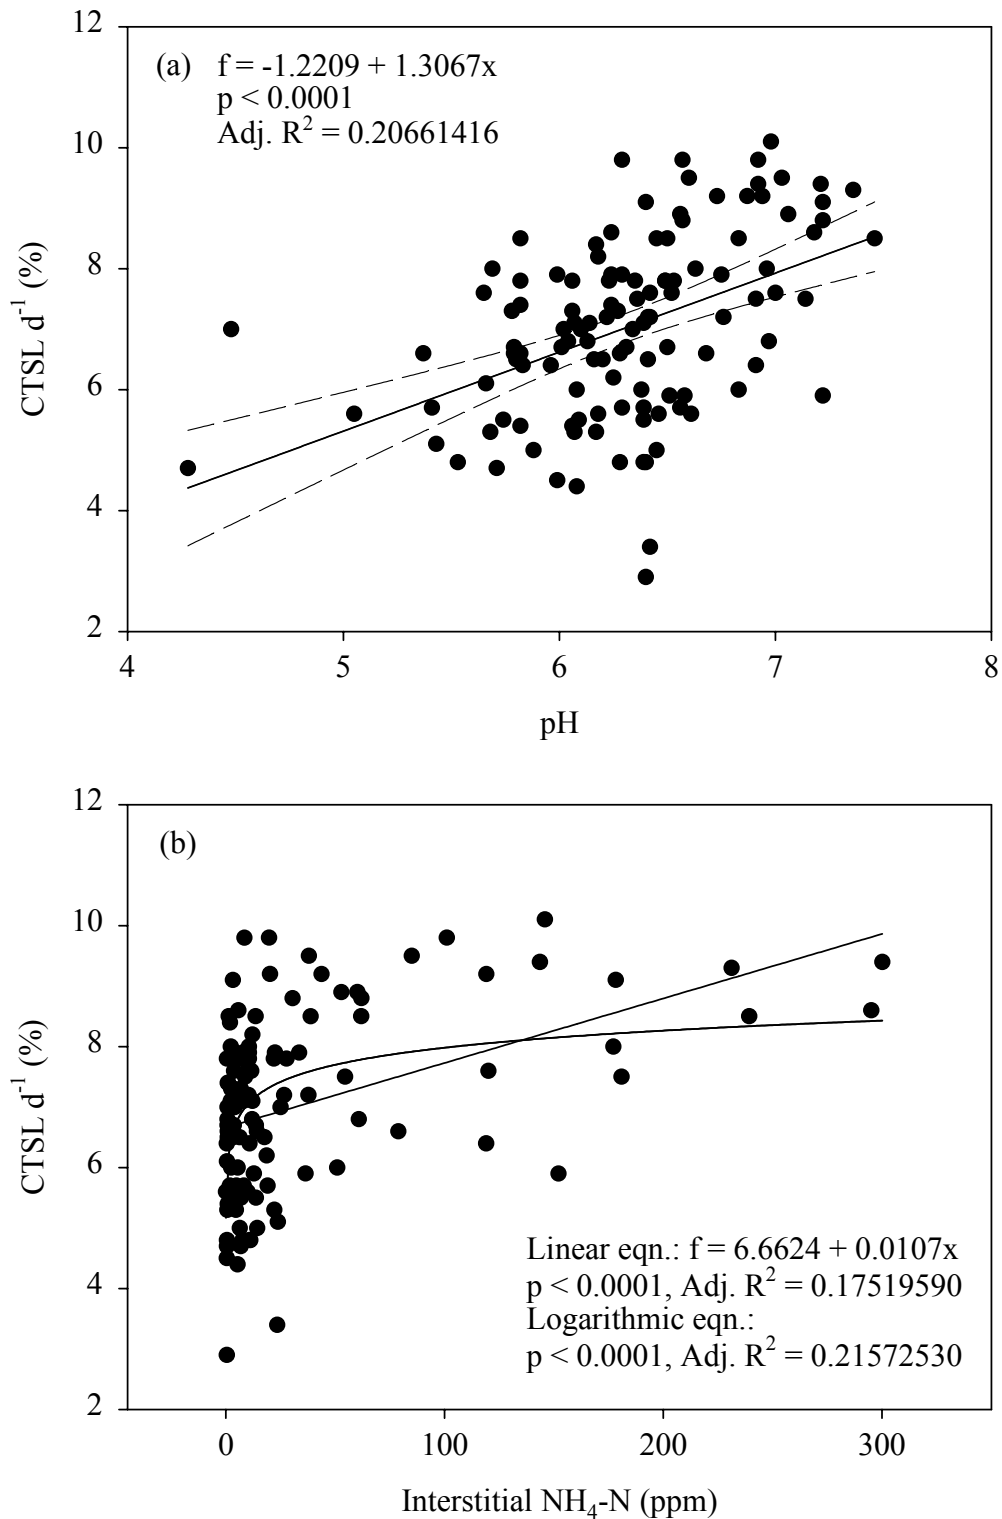 12
10
8
6
4
2
CTSL d⁻¹ (%)
(a) f = -1.2209 + 1.3067x
p < 0.0001
Adj. R² = 0.20661416
4 5 6 7 8
pH
12
10
8
6
4
2
CTSL d⁻¹ (%)
(b)
Linear eqn.: f = 6.6624 + 0.0107x
p < 0.0001, Adj. R² = 0.17519590
Logarithmic eqn.:
p < 0.0001, Adj. R² = 0.21572530
0 100 200 300
Interstitial NH₄-N (ppm)